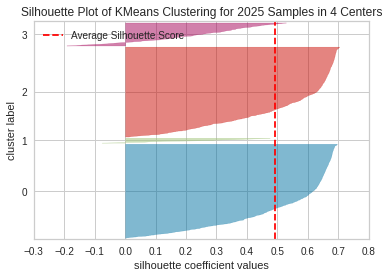 Silhouette Plot of KMeans Clustering for 2025 Samples in 4 Centers
3
Average Silhouette Score
2
1
0
cluster label
-0.3 -0.2 -0.1 0.0 0.1 0.2 0.3 0.4 0.5 0.6 0.7 0.8
silhouette coefficient values